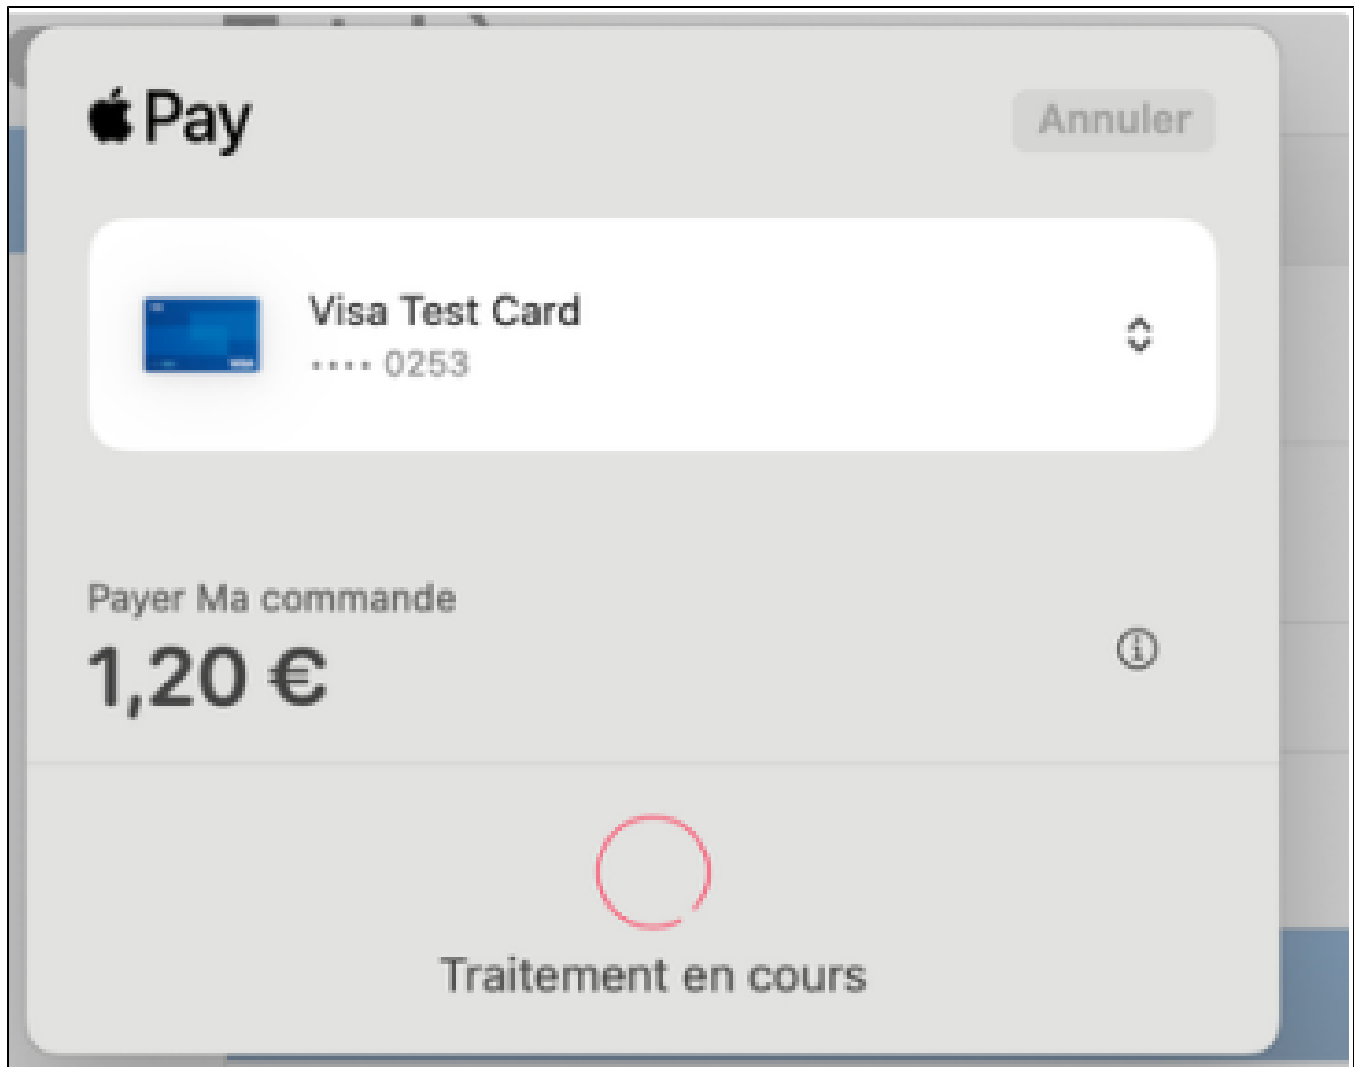 Pay
Annuler
Visa Test Card
•••• 0253
Payer Ma commande
1,20 €
Traitement en cours